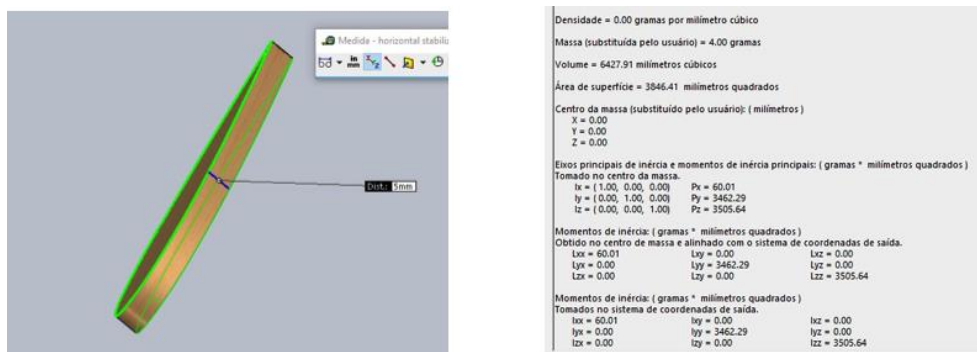 Medida - horizontal stabiliz
in
mm
XYZ
Dist.: 5mm
Densidade = 0.00 gramas por milímetro cúbico
Massa (substituída pelo usuário) = 4.00 gramas
Volume = 6427.91 milímetros cúbicos
Área de superfície = 3846.41 milímetros quadrados
Centro da massa (substituído pelo usuário): ( milímetros )
X = 0.00
Y = 0.00
Z = 0.00
Eixos principais de inércia e momentos de inércia principais: ( gramas * milímetros quadrados )
Tomado no centro da massa.
Ix = ( 1.00, 0.00, 0.00) Px = 60.01
Iy = ( 0.00, 1.00, 0.00) Py = 3462.29
Iz = ( 0.00, 0.00, 1.00) Pz = 3505.64
Momentos de inércia: ( gramas * milímetros quadrados )
Obtido no centro de massa e alinhado com o sistema de coordenadas de saída.
Lxx = 60.01 Lxy = 0.00 Lxz = 0.00
Lyx = 0.00 Lyy = 3462.29 Lyz = 0.00
Lzx = 0.00 Lzy = 0.00 Lzz = 3505.64
Momentos de inércia: ( gramas * milímetros quadrados )
Tomados no sistema de coordenadas de saída.
Ixx = 60.01 Ixy = 0.00 Ixz = 0.00
Iyx = 0.00 Iyy = 3462.29 Iyz = 0.00
Izx = 0.00 Izy = 0.00 Izz = 3505.64